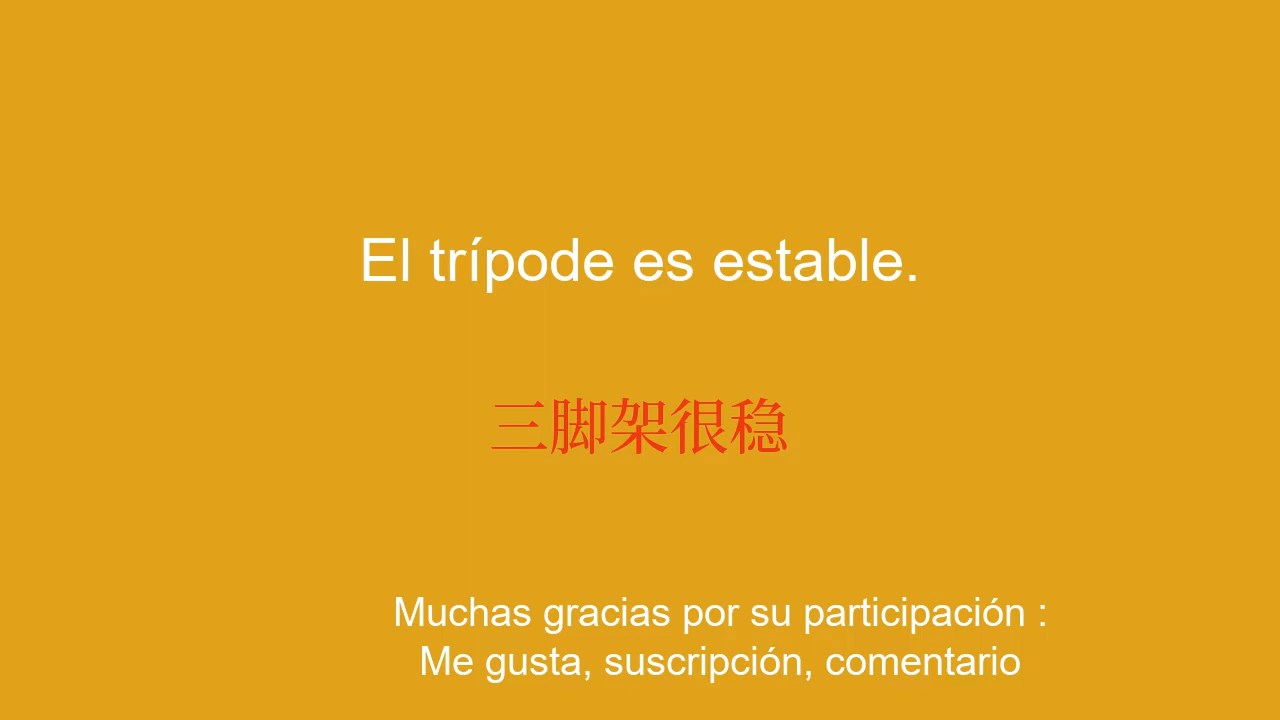 El trípode es estable.
三脚架很稳
Muchas gracias por su participación :
Me gusta, suscripción, comentario